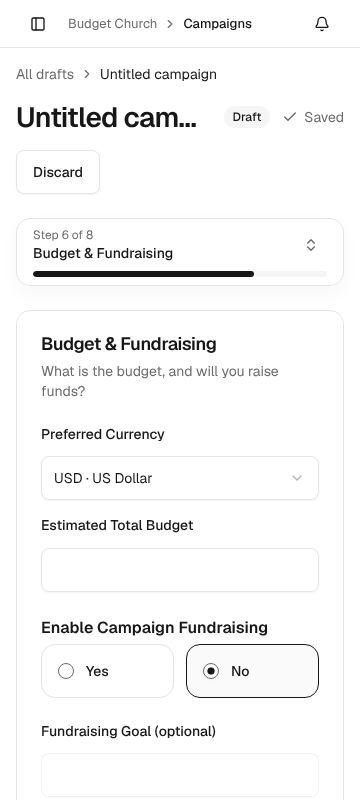 Budget Church > Campaigns
All drafts > Untitled campaign
Untitled cam...
Draft
Saved
Discard
Step 6 of 8
Budget & Fundraising
Budget & Fundraising
What is the budget, and will you raise
funds?
Preferred Currency
USD · US Dollar
Estimated Total Budget
Enable Campaign Fundraising
Yes
No
Fundraising Goal (optional)